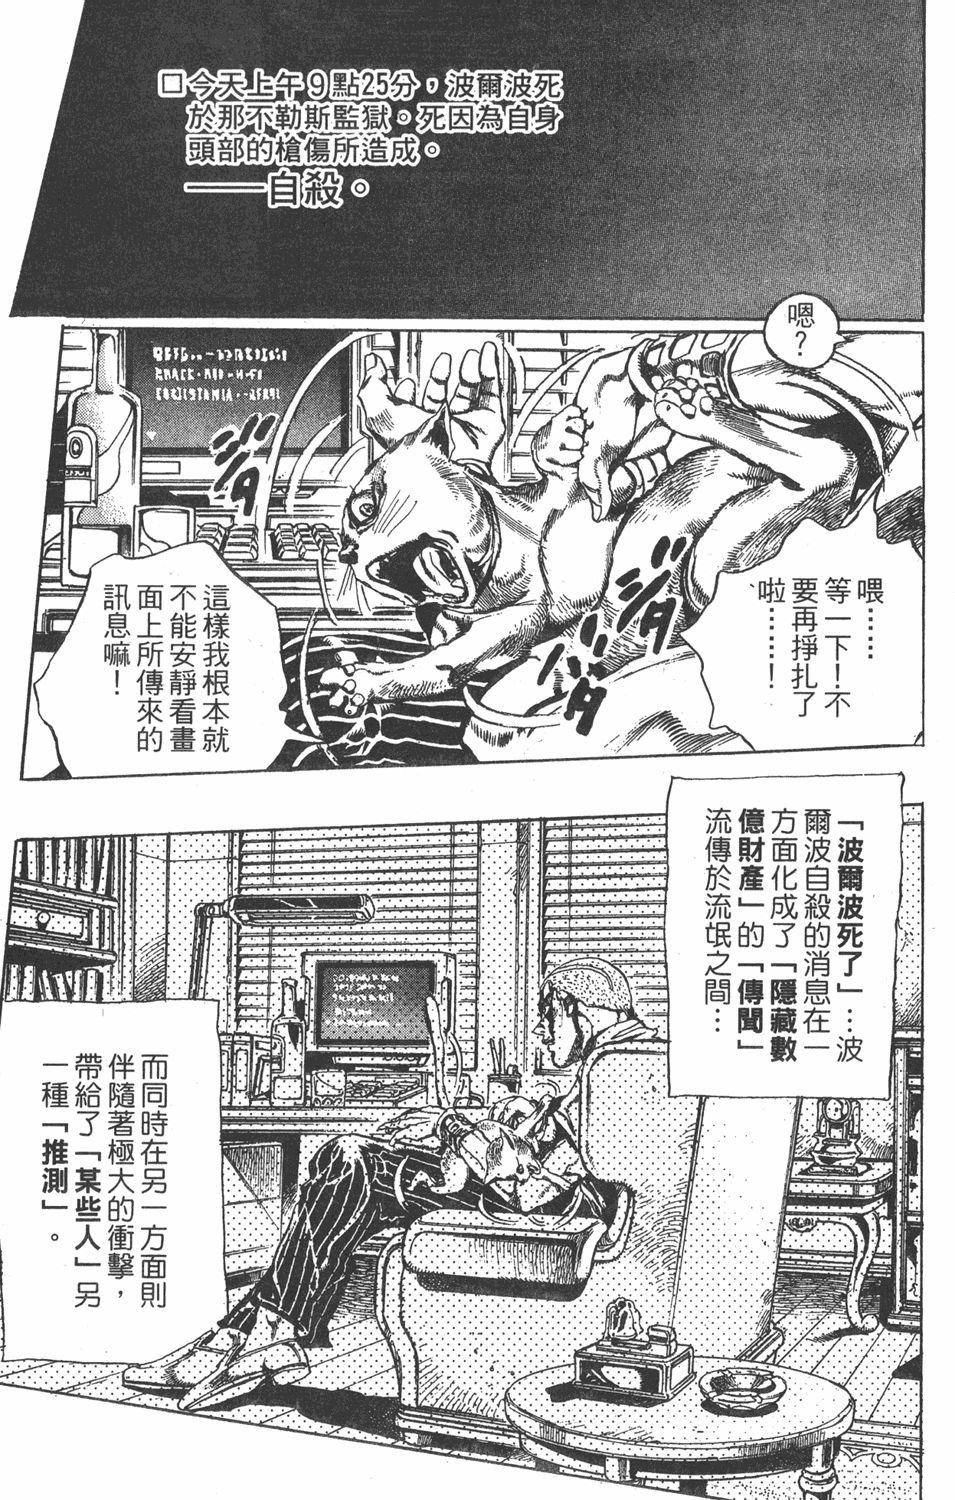 □今天上午9點25分，波爾波死
於那不勒斯監獄。死因為自身
頭部的槍傷所造成。
——自殺。
嗯？
喂……
等一下！不
要再掙扎了
啦………！
ジタ
ジタ
這樣我根本就
不能安靜看畫
面上所傳來的
訊息嘛！
「波爾波死了」…波
爾波自殺的消息在一
方面化成了「隱藏數
億財產」的「傳聞」
流傳於流氓之間…
而同時在另一方面則
伴隨著極大的衝擊，
帶給了「某些人」另
一種「推測」。